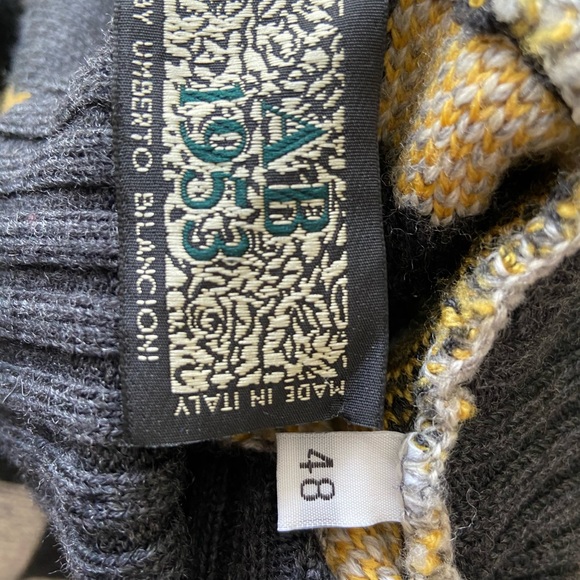 AB
1953
BY UMBERTO BILANCIONI
MADE IN ITALY
48